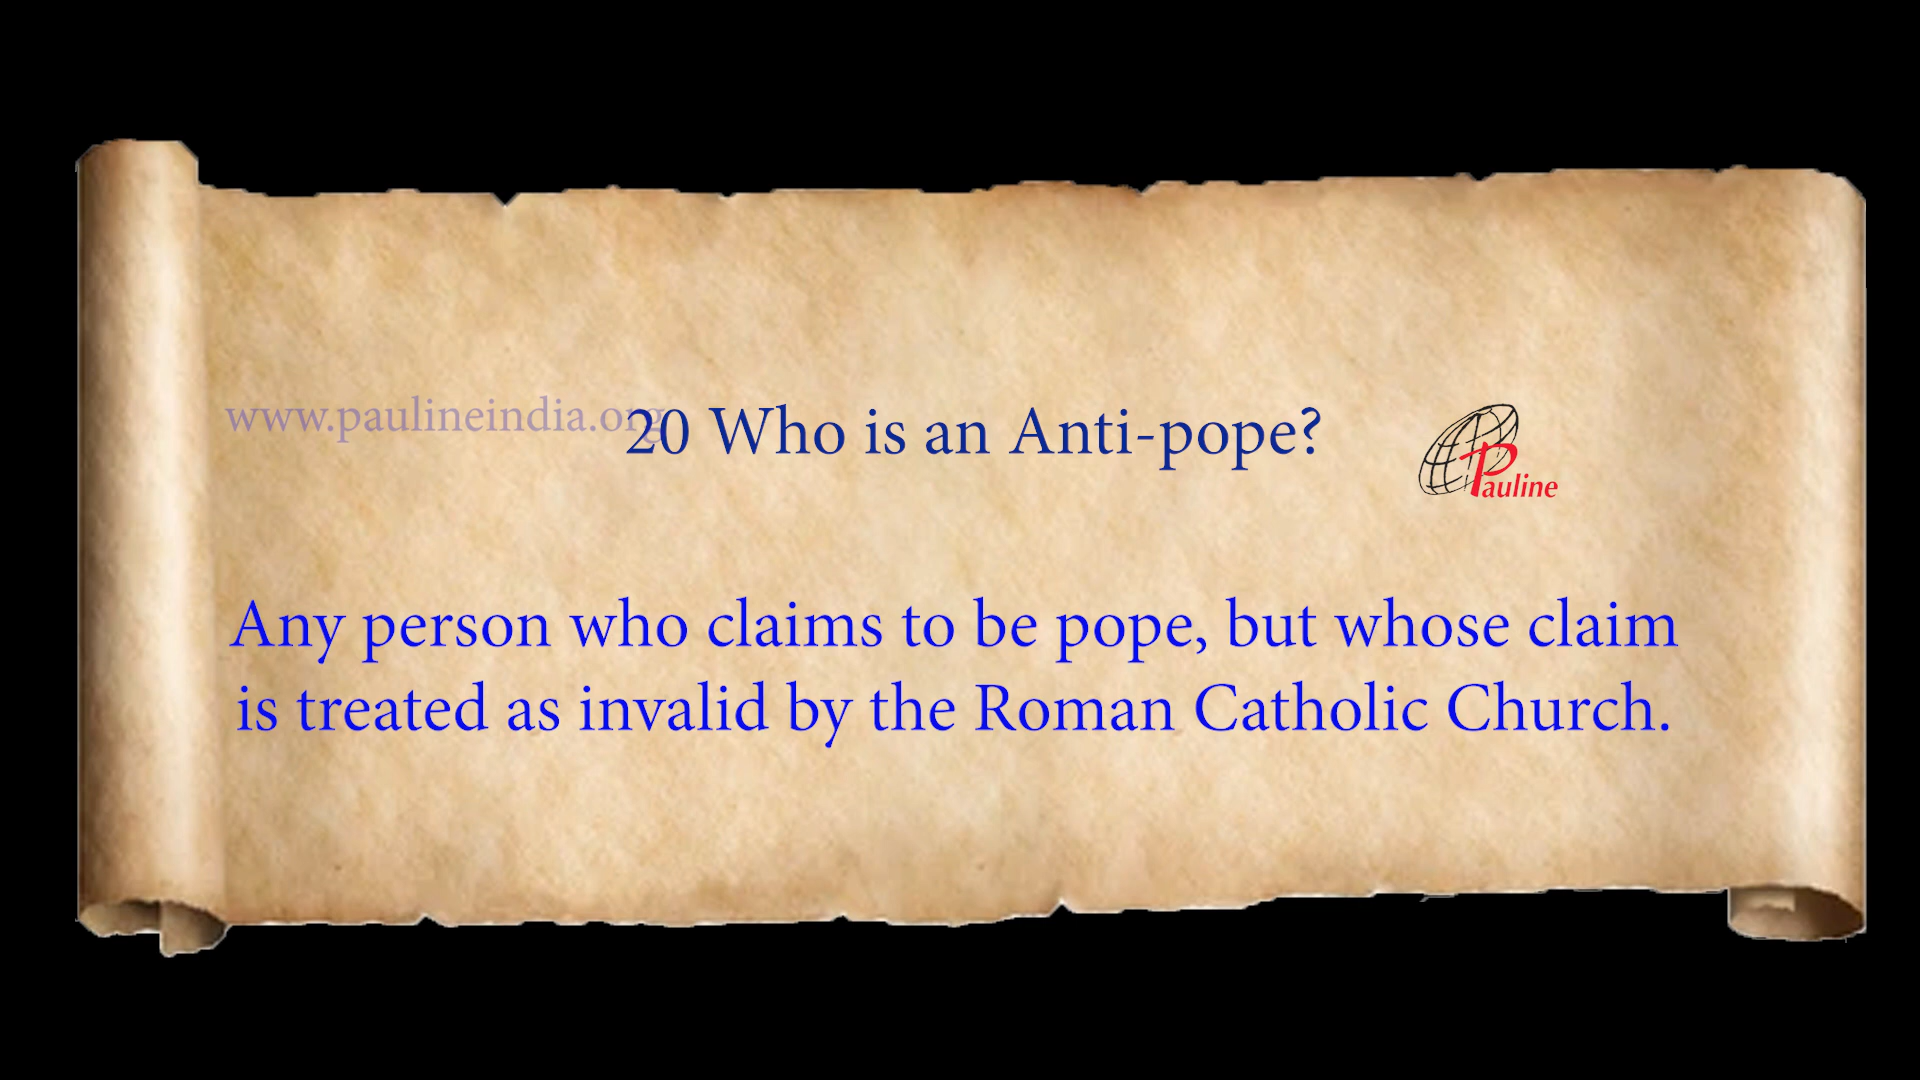 www.paulineindia.org
20 Who is an Anti-pope?
Pauline
Any person who claims to be pope, but whose claim
is treated as invalid by the Roman Catholic Church.